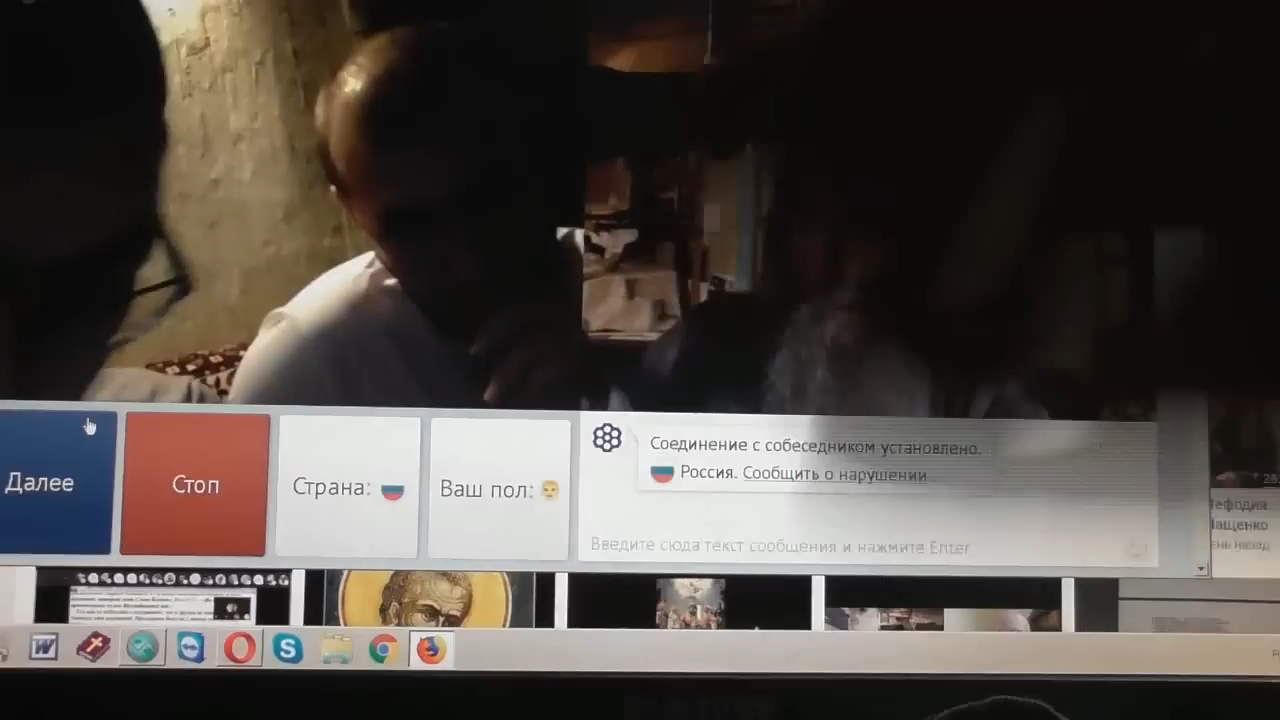 Далее
Стоп
Страна:
Ваш пол:
Соединение с собеседником установлено.
Россия. Сообщить о нарушении
Введите сюда текст сообщения и нажмите Enter